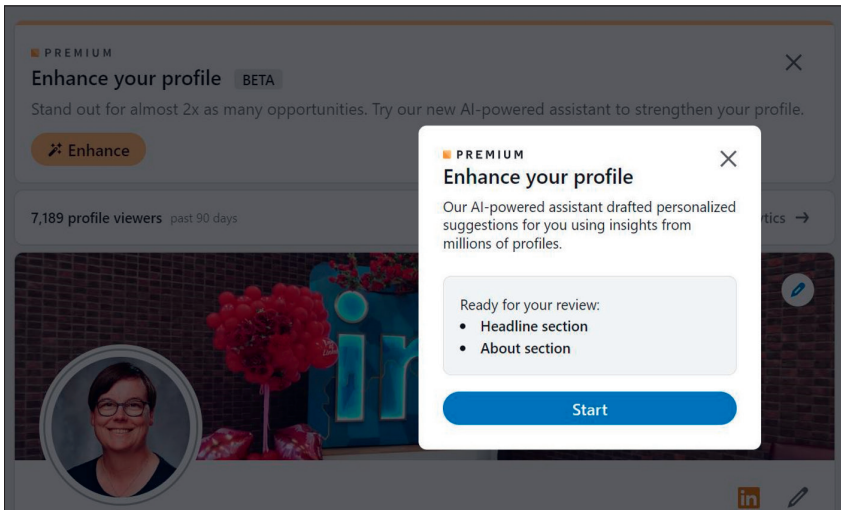 PREMIUM
Enhance your profile BETA
Stand out for almost 2x as many opportunities. Try our new AI-powered assistant to strengthen your profile.
Enhance
7,189 profile viewers past 90 days
PREMIUM
Enhance your profile
Our AI-powered assistant drafted personalized
suggestions for you using insights from
millions of profiles.
Ready for your review:
• Headline section
• About section
Start
in
in